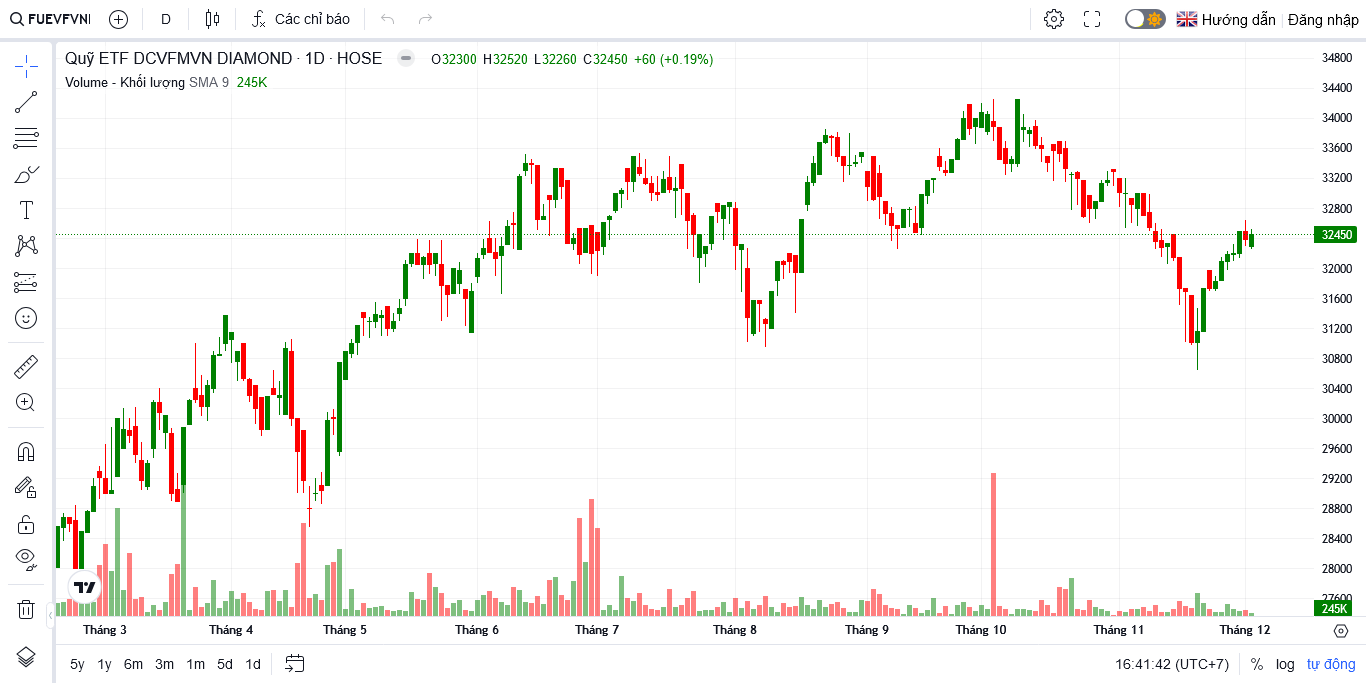 FUEVFVNI
D
Các chỉ báo
Hướng dẫn
Đăng nhập
Quỹ ETF DCVFMVN DIAMOND · 1D · HOSE
O32300 H32520 L32260 C32450 +60 (+0.19%)
Volume - Khối lượng SMA 9 245K
34800
34400
34000
33600
33200
32800
32450
32000
31600
31200
30800
30400
30000
29600
29200
28800
28400
28000
27600
245K
Tháng 3 Tháng 4 Tháng 5 Tháng 6 Tháng 7 Tháng 8 Tháng 9 Tháng 10 Tháng 11 Tháng 12
5y 1y 6m 3m 1m 5d 1d
16:41:42 (UTC+7) % log tự động